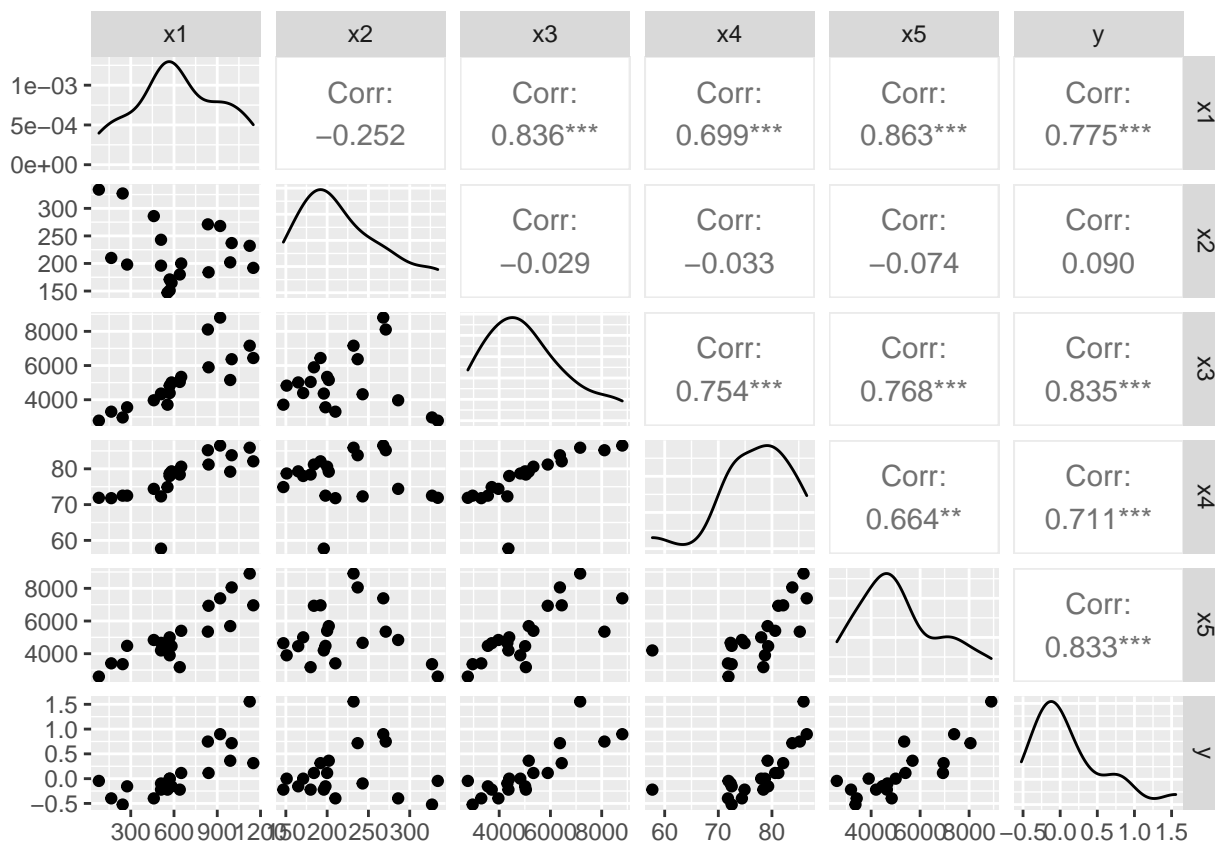 x1 x2 x3 x4 x5 y
1e−03
5e−04
0e+00
Corr:
−0.252
Corr:
0.836***
Corr:
0.699***
Corr:
0.863***
Corr:
0.775***
x1
300
250
200
150
Corr:
−0.029
Corr:
−0.033
Corr:
−0.074
Corr:
0.090
x2
8000
6000
4000
Corr:
0.754***
Corr:
0.768***
Corr:
0.835***
x3
80
70
60
Corr:
0.664**
Corr:
0.711***
x4
8000
6000
4000
Corr:
0.833***
x5
1.5
1.0
0.5
0.0
−0.5
y
300 600 900 1200 150 200 250 300 4000 6000 8000 60 70 80 4000 6000 8000 −0.5 0.0 0.5 1.0 1.5